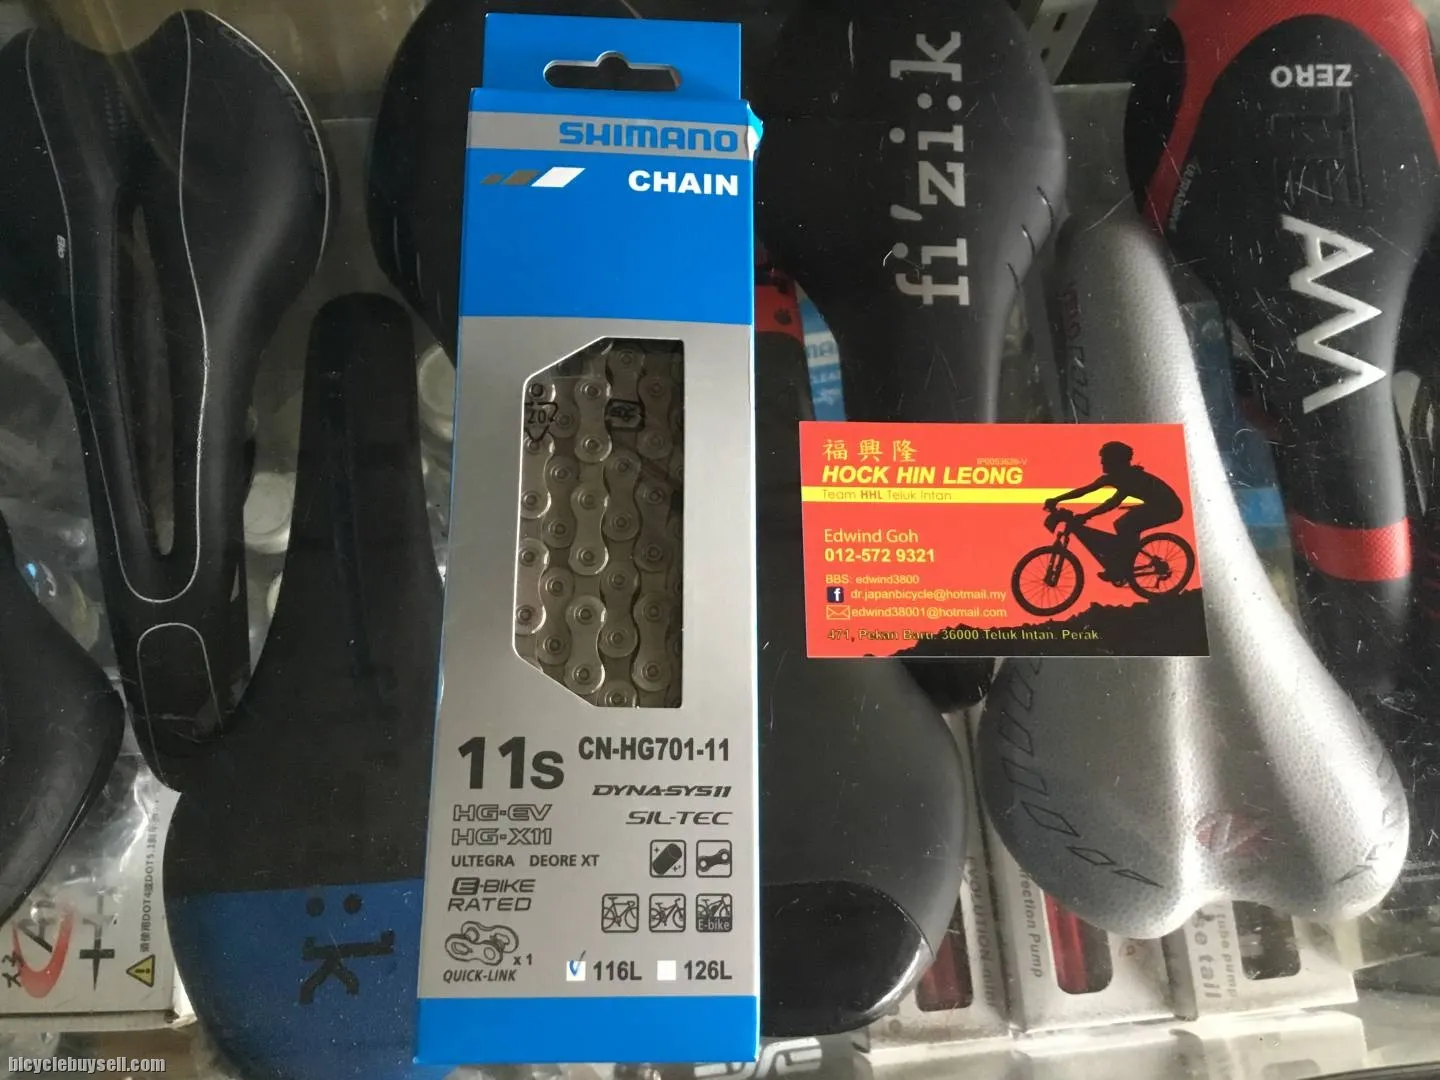 SHIMANO
CHAIN
11s CN-HG701-11
DYNA-SYS11
HG-EV
HG-X11
SIL-TEC
ULTEGRA DEORE XT
E-BIKE
RATED
E-bike
x 1
QUICK-LINK
116L 126L
fi'zi:k
ZERO
TEAM
:k
福興隆
HOCK HIN LEONG
Team HHL Teluk Intan
Edwind Goh
012-572 9321
BBS: edwind3800
f dr.japanbicycle@hotmail.my
edwind38001@hotmail.com
471, Pekan Baru. 36000 Teluk Intan. Perak.
bicyclebuysell.com